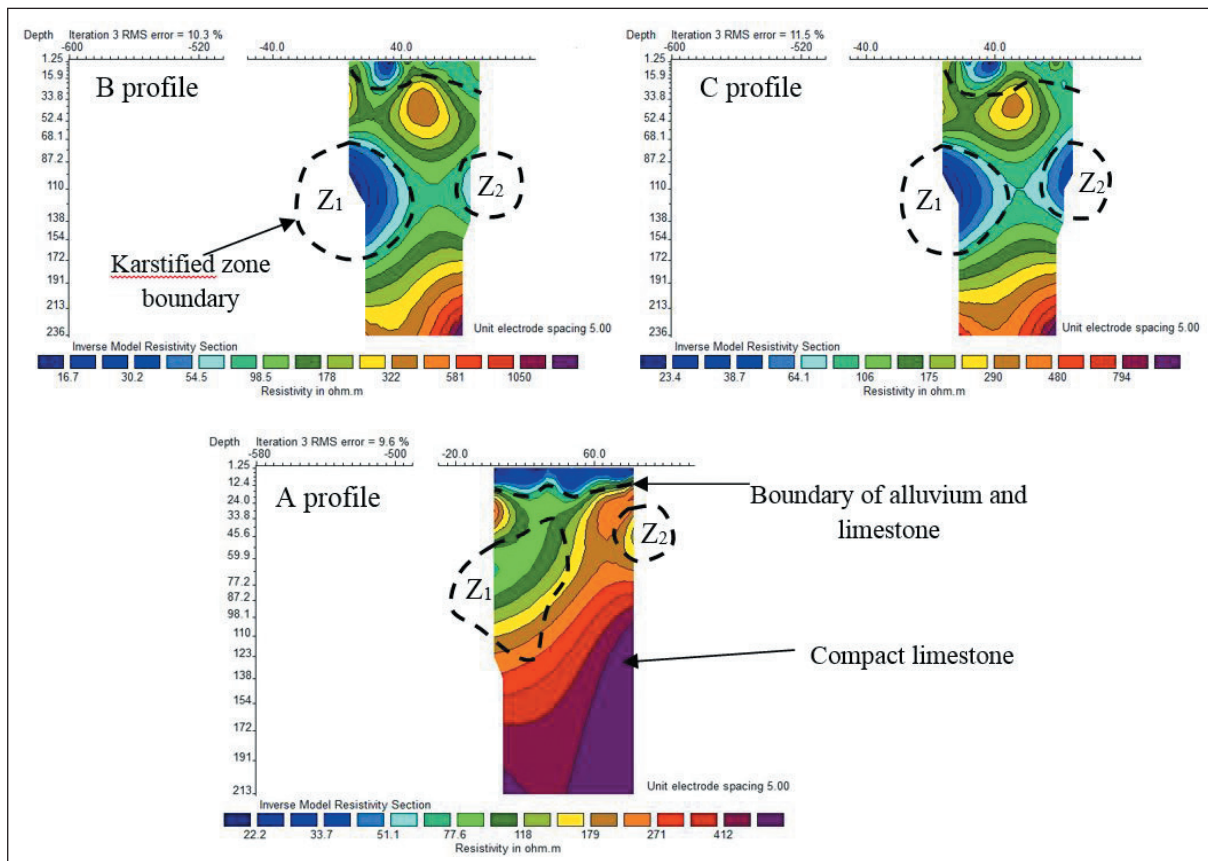 Depth Iteration 3 RMS error = 10.3 %
-600 -520 -40.0 40.0
1.25
15.9
33.8
52.4
68.1
87.2
110
138
154
172
191
213
236
B profile
Z1
Z2
Karstified zone
boundary
Unit electrode spacing 5.00
Inverse Model Resistivity Section
16.7 30.2 54.5 98.5 178 322 581 1050
Resistivity in ohm.m
Depth Iteration 3 RMS error = 11.5 %
-600 -520 -40.0 40.0
1.25
15.9
33.8
52.4
68.1
87.2
110
138
154
172
191
213
236
C profile
Z1
Z2
Unit electrode spacing 5.00
Inverse Model Resistivity Section
23.4 38.7 64.1 106 175 290 480 794
Resistivity in ohm.m
Depth Iteration 3 RMS error = 9.6 %
-580 -500 -20.0 60.0
1.25
12.4
24.0
33.8
45.6
59.9
77.2
98.1
110
123
138
154
172
191
213
A profile
Z1
Z2
Boundary of alluvium and
limestone
Compact limestone
Unit electrode spacing 5.00
Inverse Model Resistivity Section
22.2 33.7 51.1 77.6 118 179 271 412
Resistivity in ohm.m